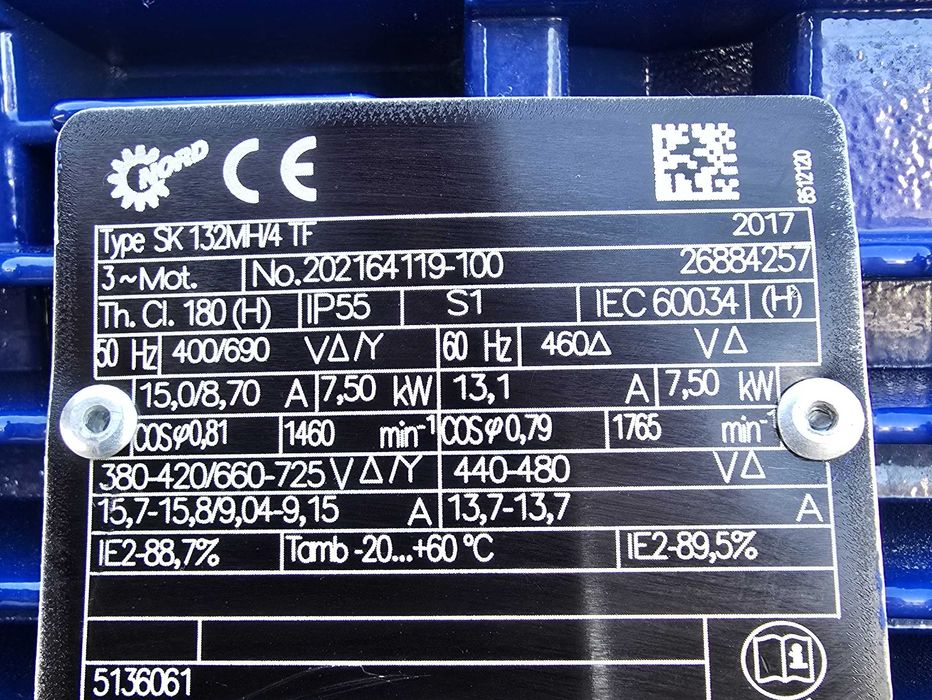 NORD CE
8512120
Type SK 132MH/4 TF 2017
3~Mot. No.202164119-100 26884257
Th. Cl. 180 (H) IP55 S1 IEC 60034 (H)
50 Hz 400/690 VΔ/Y 60 Hz 460Δ VΔ
15,0/8,70 A 7,50 kW 13,1 A 7,50 kW
COSφ0,81 1460 min-1 COSφ0,79 1765 min-1
380-420/660-725 VΔ/Y 440-480 VΔ
15,7-15,8/9,04-9,15 A 13,7-13,7 A
IE2-88,7% Tamb -20...+60 °C IE2-89,5%
i
5136061